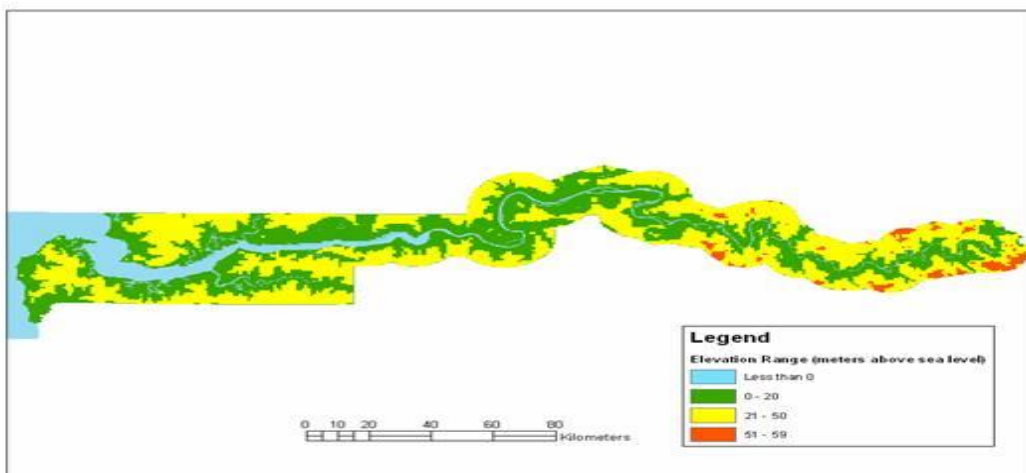 Legend
Elevation Range (meters above sea level)
Less than 0
0 - 20
21 - 50
51 - 59
0 10 20 40 60 80
Kilometers